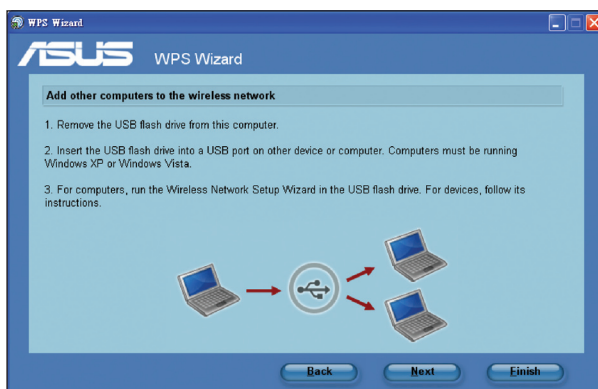 WPS Wizard
ASUS WPS Wizard
Add other computers to the wireless network
1. Remove the USB flash drive from this computer.
2. Insert the USB flash drive into a USB port on other device or computer. Computers must be running
Windows XP or Windows Vista.
3. For computers, run the Wireless Network Setup Wizard in the USB flash drive. For devices, follow its
instructions.
Back Next Finish